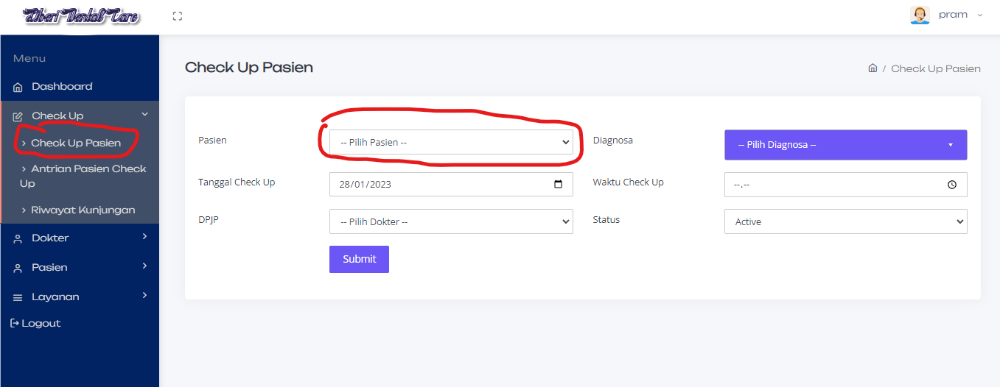 Diberi Dental Care
pram
Menu
Check Up Pasien
/ Check Up Pasien
Dashboard
Check Up
> Check Up Pasien
> Antrian Pasien Check
Up
> Riwayat Kunjungan
Dokter
Pasien
Layanan
Logout
Pasien
-- Pilih Pasien --
Diagnosa
-- Pilih Diagnosa --
Tanggal Check Up
28/01/2023
Waktu Check Up
--.--
DPJP
-- Pilih Dokter --
Status
Active
Submit